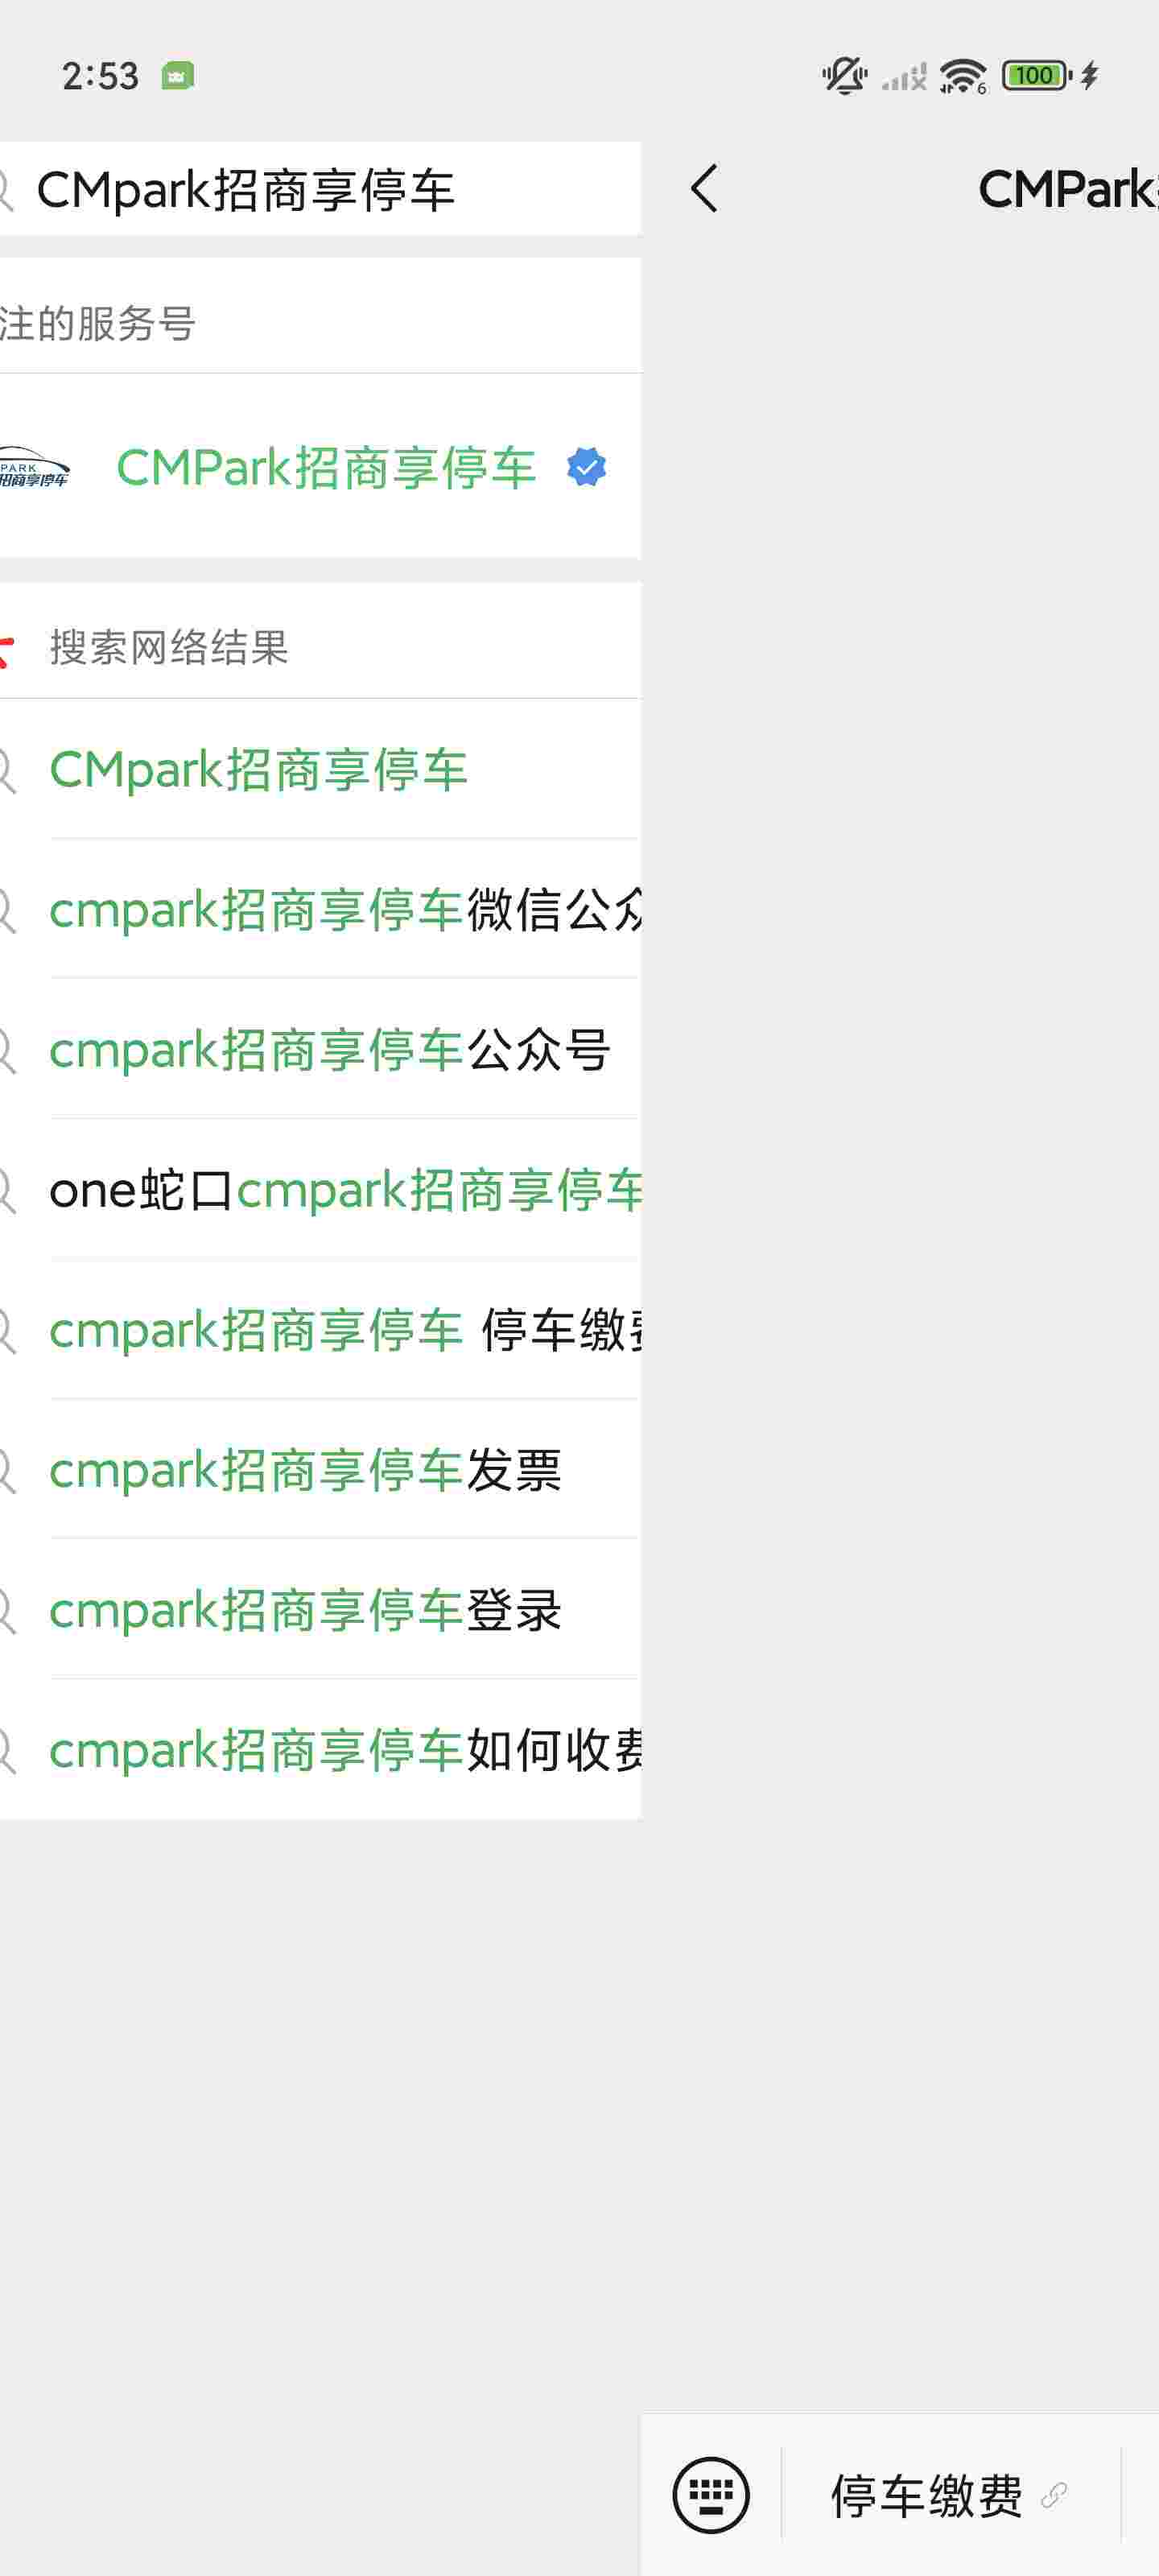 2:53
6
100
CMpark招商享停车
CMPark
注的服务号
PARK
招商享停车
CMPark招商享停车
搜索网络结果
CMpark招商享停车
cmpark招商享停车微信公众
cmpark招商享停车公众号
one蛇口cmpark招商享停车
cmpark招商享停车 停车缴费
cmpark招商享停车发票
cmpark招商享停车登录
cmpark招商享停车如何收费
停车缴费